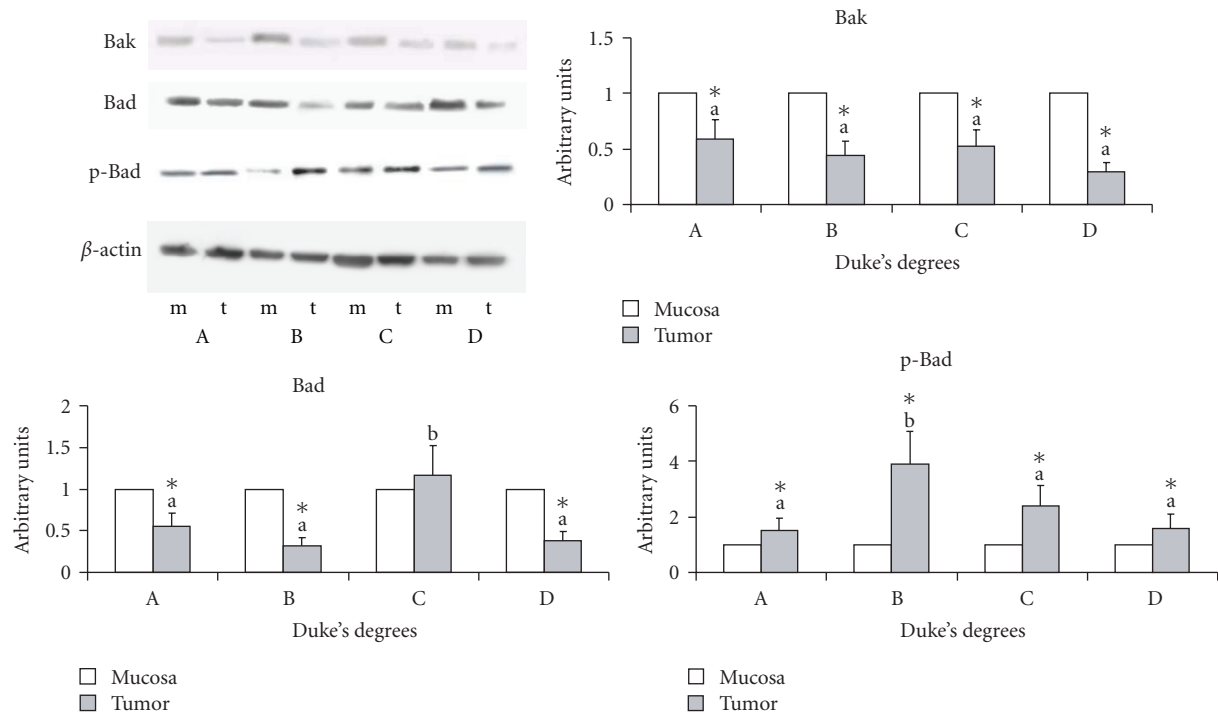 Bak
Bad
p-Bad
β-actin
m t m t m t m t
A B C D
Bak
Arbitrary units
1.5
1
0.5
0
* a * a * a * a
A B C D
Duke's degrees
Mucosa
Tumor
Bad
Arbitrary units
2
1.5
1
0.5
0
* a * a b * a
A B C D
Duke's degrees
Mucosa
Tumor
p-Bad
Arbitrary units
6
4
2
0
* a * b * a * a
A B C D
Duke's degrees
Mucosa
Tumor